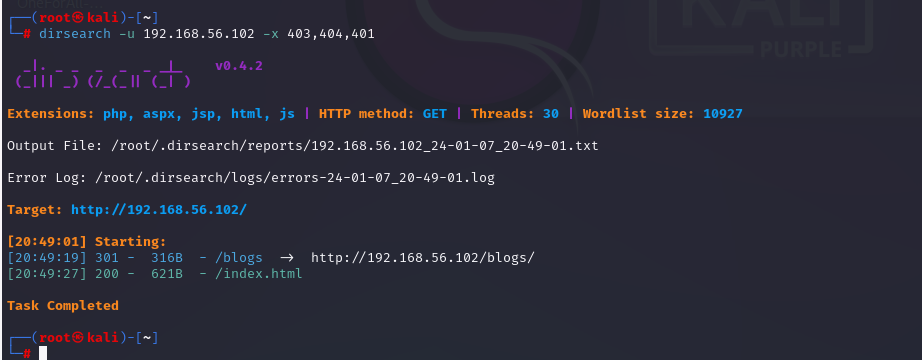 OneForAll-
KALI
PURPLE
┌──(root㉿kali)-[~]
└─# dirsearch -u 192.168.56.102 -x 403,404,401
  _|. _ _  _  _  _ _|_    v0.4.2
 (_||| _) (/_(_|| (_| )
Extensions: php, aspx, jsp, html, js | HTTP method: GET | Threads: 30 | Wordlist size: 10927
Output File: /root/.dirsearch/reports/192.168.56.102_24-01-07_20-49-01.txt
Error Log: /root/.dirsearch/logs/errors-24-01-07_20-49-01.log
Target: http://192.168.56.102/
[20:49:01] Starting:
[20:49:19] 301 -  316B  - /blogs  ->  http://192.168.56.102/blogs/
[20:49:27] 200 -  621B  - /index.html
Task Completed
┌──(root㉿kali)-[~]
└─#